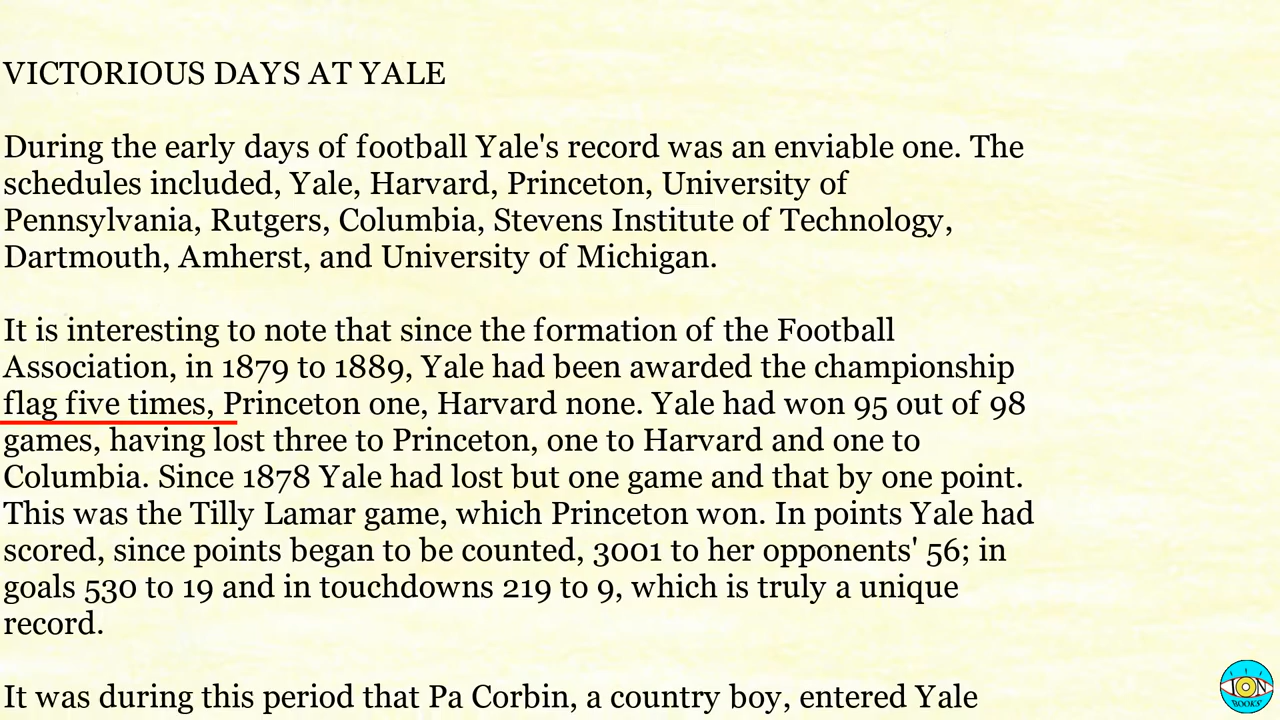 VICTORIOUS DAYS AT YALE
During the early days of football Yale's record was an enviable one. The
schedules included, Yale, Harvard, Princeton, University of
Pennsylvania, Rutgers, Columbia, Stevens Institute of Technology,
Dartmouth, Amherst, and University of Michigan.
It is interesting to note that since the formation of the Football
Association, in 1879 to 1889, Yale had been awarded the championship
flag five times, Princeton one, Harvard none. Yale had won 95 out of 98
games, having lost three to Princeton, one to Harvard and one to
Columbia. Since 1878 Yale had lost but one game and that by one point.
This was the Tilly Lamar game, which Princeton won. In points Yale had
scored, since points began to be counted, 3001 to her opponents' 56; in
goals 530 to 19 and in touchdowns 219 to 9, which is truly a unique
record.
It was during this period that Pa Corbin, a country boy, entered Yale
ION
BOOKS